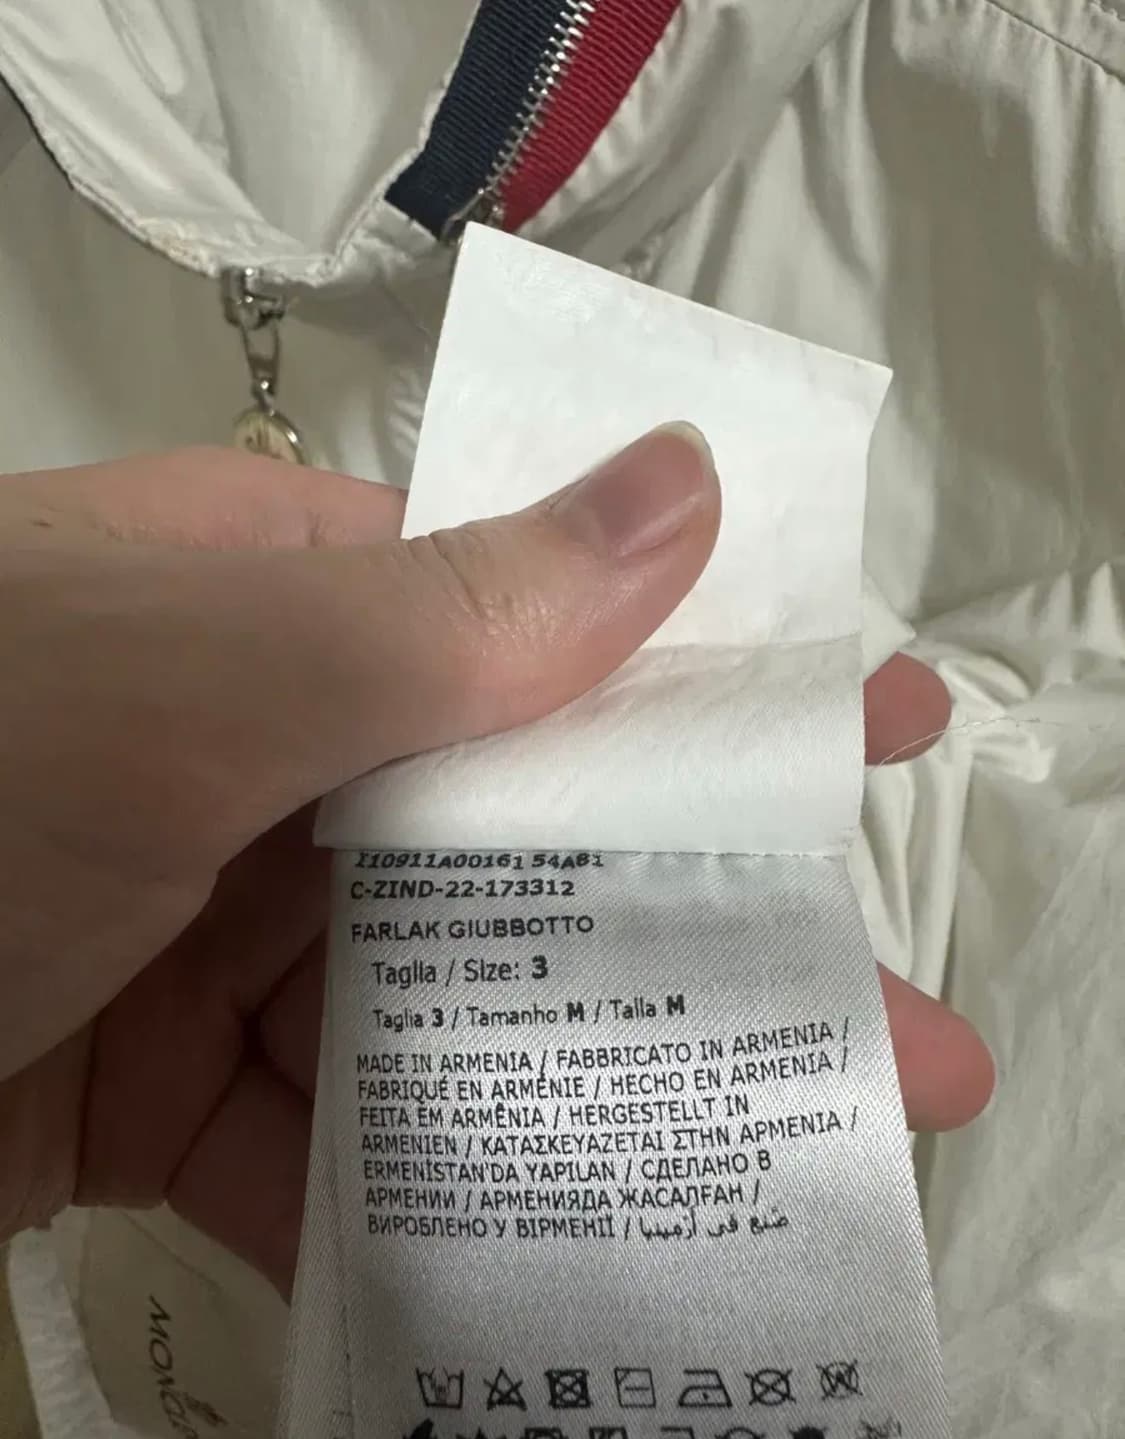 I10911A00161 54A81
C-ZIND-22-173312
FARLAK GIUBBOTTO
Taglia / Size: 3
Taglia 3 / Tamanho M / Talla M
MADE IN ARMENIA / FABBRICATO IN ARMENIA /
FABRIQUÉ EN ARMÉNIE / HECHO EN ARMENIA /
FEITA EM ARMÊNIA / HERGESTELLT IN
ARMENIEN / ΚΑΤΑΣΚΕΥΑΖΕΤΑΙ ΣΤΗΝ ΑΡΜΕΝΙΑ /
ERMENİSTAN'DA YAPILAN / СДЕЛАНО В
АРМЕНИИ / АРМЕНИЯДА ЖАСАЛҒАН /
ВИРОБЛЕНО У ВІРМЕНІЇ / صنع في أرمينيا
MONCLER